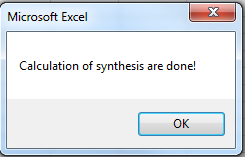 Microsoft Excel
Calculation of synthesis are done!
OK